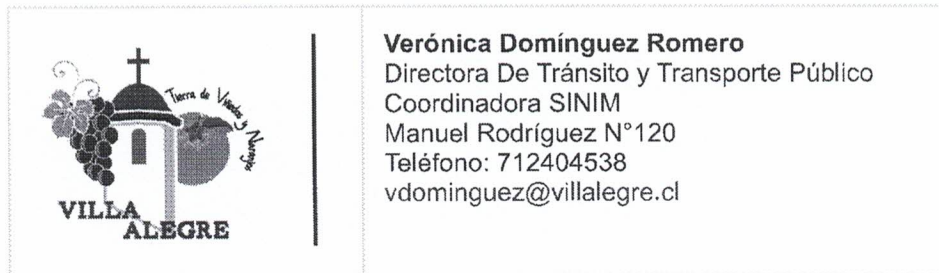 Tierra de Viñedos y Naranjos
VILLA
ALEGRE
Verónica Domínguez Romero
Directora De Tránsito y Transporte Público
Coordinadora SINIM
Manuel Rodríguez N°120
Teléfono: 712404538
vdominguez@villalegre.cl